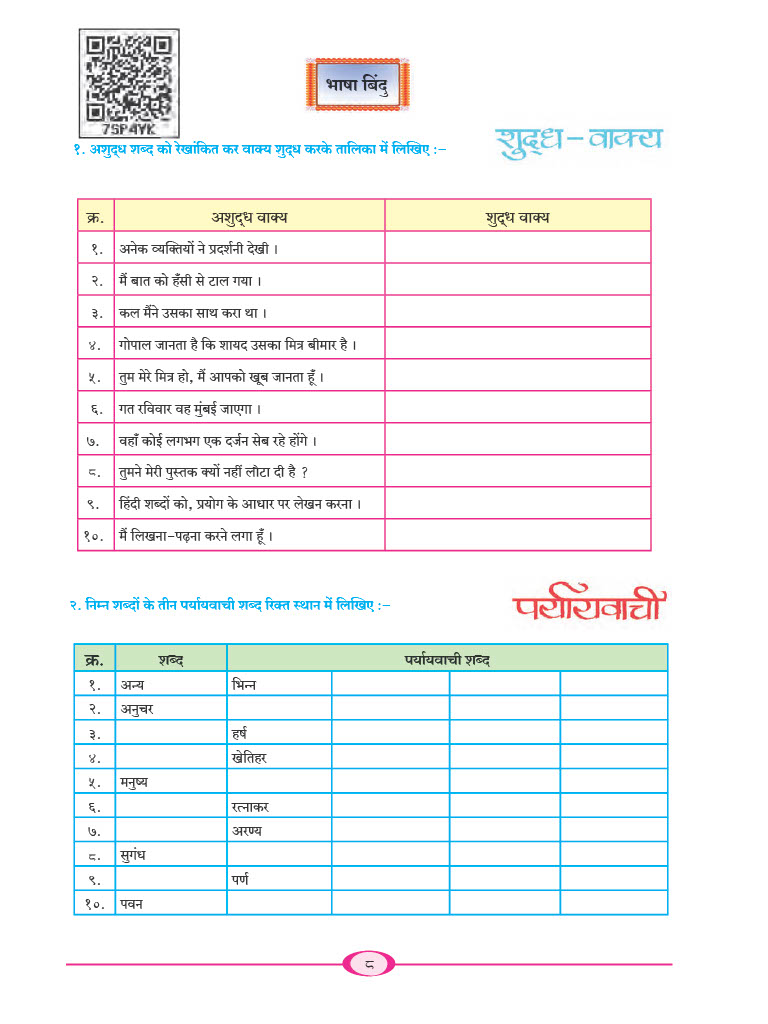 7SP4YK
भाषा बिंदु
शुद्ध - वाक्य
१. अशुद्ध शब्द को रेखांकित कर वाक्य शुद्ध करके तालिका में लिखिए :-
क्र. अशुद्ध वाक्य शुद्ध वाक्य
१. अनेक व्यक्तियों ने प्रदर्शनी देखी ।
२. मैं बात को हँसी से टाल गया ।
३. कल मैंने उसका साथ करा था ।
४. गोपाल जानता है कि शायद उसका मित्र बीमार है ।
५. तुम मेरे मित्र हो, मैं आपको खूब जानता हूँ ।
६. गत रविवार वह मुंबई जाएगा ।
७. वहाँ कोई लगभग एक दर्जन सेब रहे होंगे ।
८. तुमने मेरी पुस्तक क्यों नहीं लौटा दी है ?
९. हिंदी शब्दों को, प्रयोग के आधार पर लेखन करना ।
१०. मैं लिखना-पढ़ना करने लगा हूँ ।
२. निम्न शब्दों के तीन पर्यायवाची शब्द रिक्त स्थान में लिखिए :-
पर्यायवाची
क्र. शब्द पर्यायवाची शब्द
१. अन्य भिन्न
२. अनुचर
३. हर्ष
४. खेतिहर
५. मनुष्य
६. रत्नाकर
७. अरण्य
८. सुगंध
९. पर्ण
१०. पवन
८